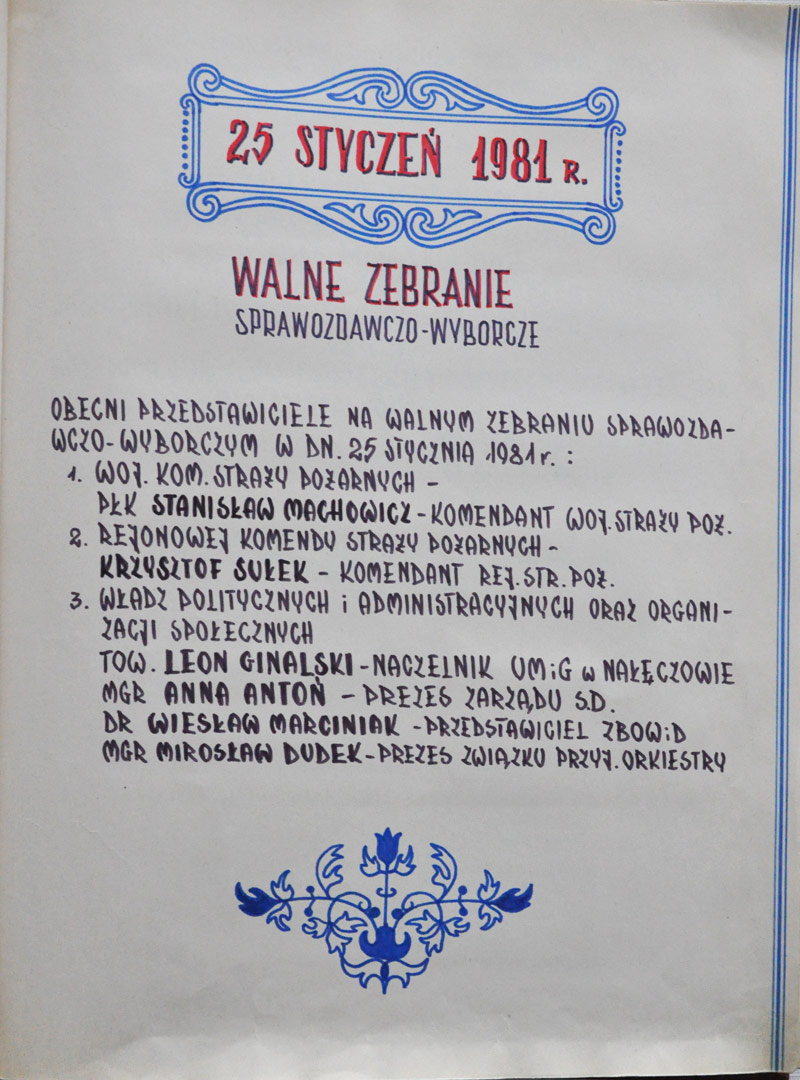 25 STYCZEŃ 1981 R.
WALNE ZEBRANIE
SPRAWOZDAWCZO-WYBORCZE
OBECNI PRZEDSTAWICIELE NA WALNYM ZEBRANIU SPRAWOZDA-
WCZO-WYBORCZYM W DN. 25 STYCZNIA 1981 r. :
1. WOJ. KOM. STRAŻY POŻARNYCH -
PŁK STANISŁAW MACHOWICZ - KOMENDANT WOJ. STRAŻY POŻ.
2. REJONOWEJ KOMENDY STRAŻY POŻARNYCH -
KRZYSZTOF SUŁEK - KOMENDANT REJ. STR. POŻ.
3. WŁADZ POLITYCZNYCH i ADMINISTRACYJNYCH ORAZ ORGANI-
ZACJI SPOŁECZNYCH
TOW. LEON GINALSKI - NACZELNIK UMiG w NAŁĘCZOWIE
MGR ANNA ANTOŃ - PREZES ZARZĄDU S.D.
DR WIESŁAW MARCINIAK - PRZEDSTAWICIEL ZBOWiD
MGR MIROSŁAW DUDEK - PREZES ZWIĄZKU PRZYJ. ORKIESTRY